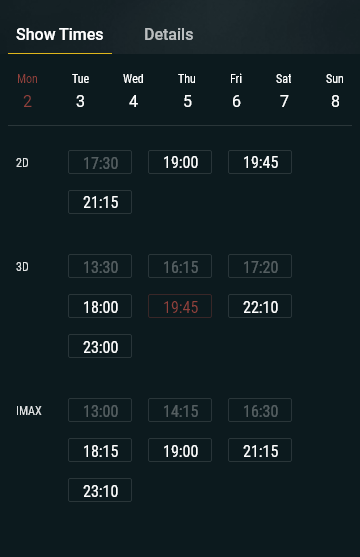 Show Times Details
Mon Tue Wed Thu Fri Sat Sun
2 3 4 5 6 7 8
2D 17:30 19:00 19:45
21:15
3D 13:30 16:15 17:20
18:00 19:45 22:10
23:00
IMAX 13:00 14:15 16:30
18:15 19:00 21:15
23:10